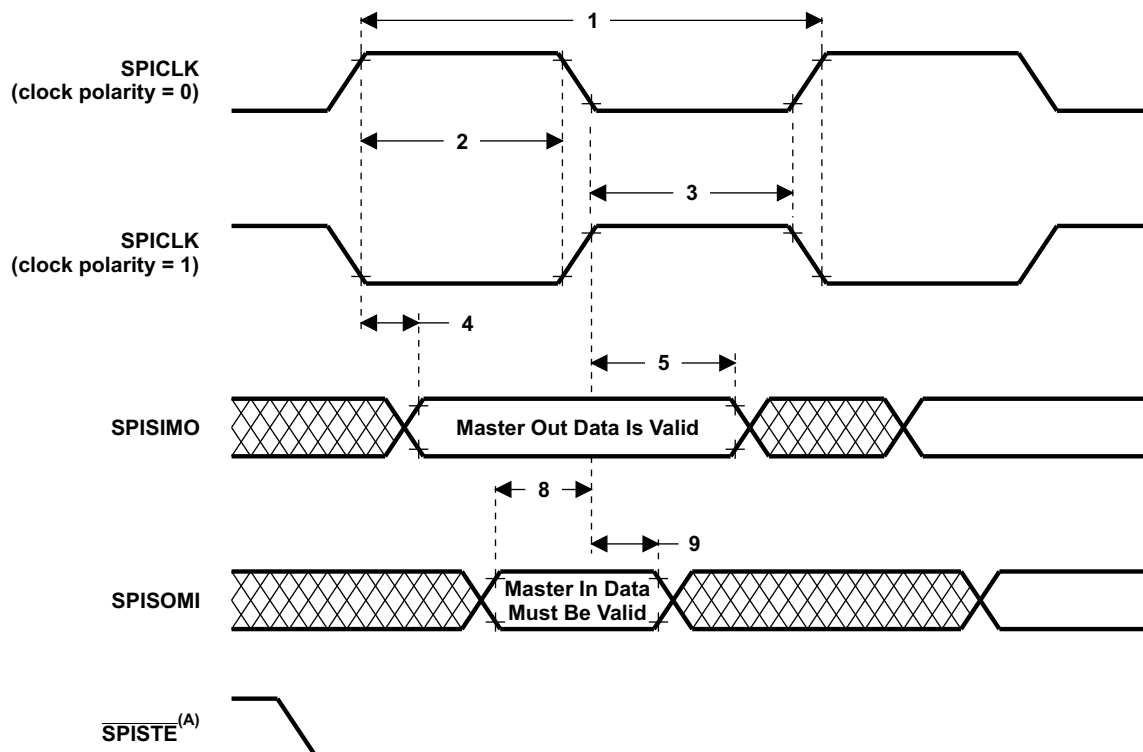 1
SPICLK
(clock polarity = 0)
2
3
SPICLK
(clock polarity = 1)
4
5
SPISIMO
Master Out Data Is Valid
8
9
SPISOMI
Master In Data
Must Be Valid
SPISTE(A)